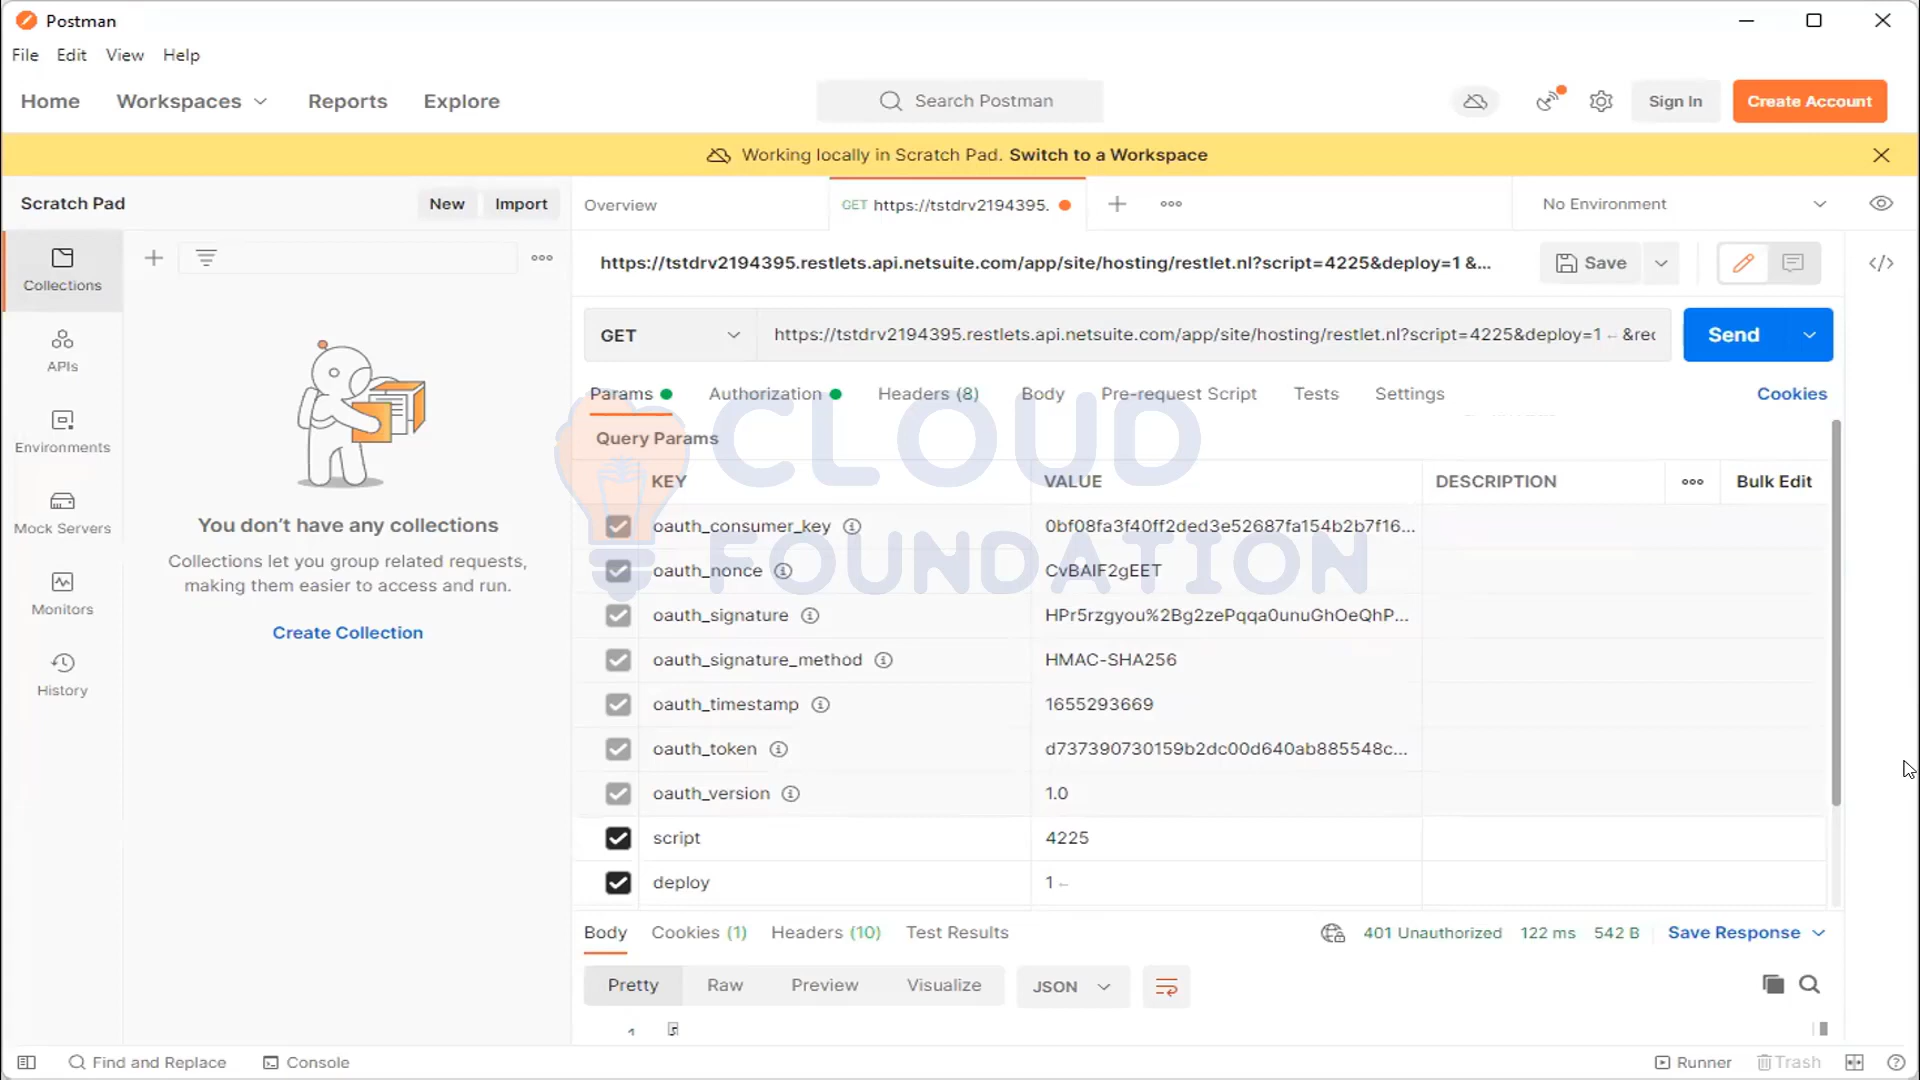 Postman
File Edit View Help
Home Workspaces Reports Explore Search Postman Sign In Create Account
Working locally in Scratch Pad. Switch to a Workspace
Scratch Pad New Import Overview GET https://tstdrv2194395. No Environment
https://tstdrv2194395.restlets.api.netsuite.com/app/site/hosting/restlet.nl?script=4225&deploy=1 &... Save
GET https://tstdrv2194395.restlets.api.netsuite.com/app/site/hosting/restlet.nl?script=4225&deploy=1 ← &rec Send
Params Authorization Headers (8) Body Pre-request Script Tests Settings Cookies
Query Params
KEY VALUE DESCRIPTION Bulk Edit
oauth_consumer_key 0bf08fa3f40ff2ded3e52687fa154b2b7f16...
oauth_nonce CvBAIF2gEET
oauth_signature HPr5rzgyou%2Bg2zePqqa0unuGhOeQhP...
oauth_signature_method HMAC-SHA256
oauth_timestamp 1655293669
oauth_token d737390730159b2dc00d640ab885548c...
oauth_version 1.0
script 4225
deploy 1 ←
CLOUD
FOUNDATION
Collections
APIs
Environments
Mock Servers
Monitors
History
You don't have any collections
Collections let you group related requests,
making them easier to access and run.
Create Collection
Body Cookies (1) Headers (10) Test Results 401 Unauthorized 122 ms 542 B Save Response
Pretty Raw Preview Visualize JSON
Find and Replace Console Runner Trash